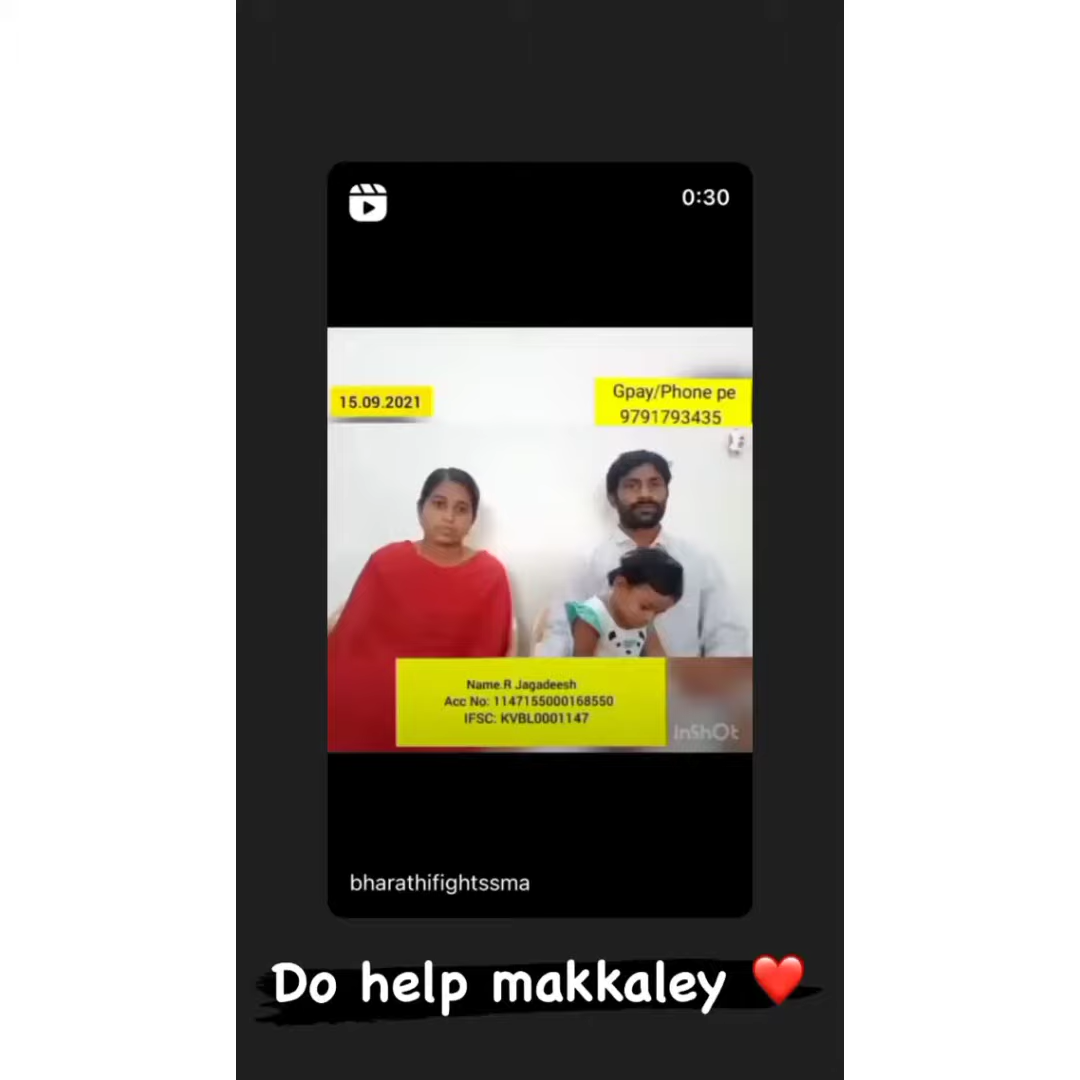 0:30
15.09.2021
Gpay/Phone pe
9791793435
Name.R Jagadeesh
Acc No: 1147155000168550
IFSC: KVBL0001147
InShOt
bharathifightssma
Do help makkaley ❤️